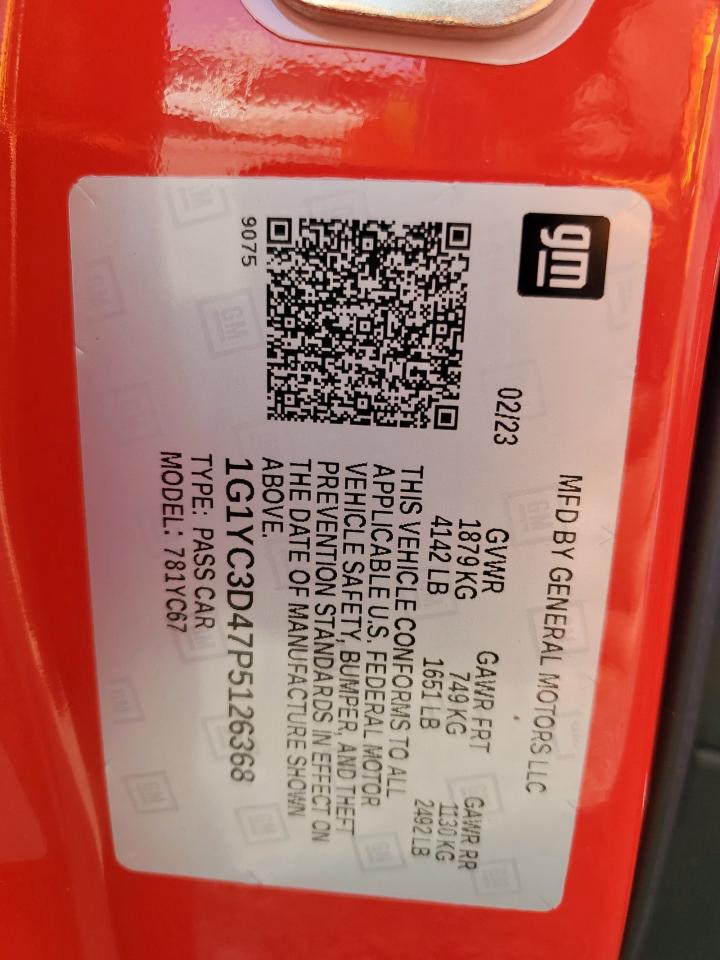 gm
MFD BY GENERAL MOTORS LLC
02/23
GVWR GAWR FRT GAWR RR
1879 KG 749 KG 1130 KG
4142 LB 1651 LB 2492 LB
THIS VEHICLE CONFORMS TO ALL
APPLICABLE U.S. FEDERAL MOTOR
VEHICLE SAFETY, BUMPER, AND THEFT
PREVENTION STANDARDS IN EFFECT ON
THE DATE OF MANUFACTURE SHOWN
ABOVE.
9075
1G1YC3D47P5126368
TYPE: PASS CAR
MODEL: 781YC67